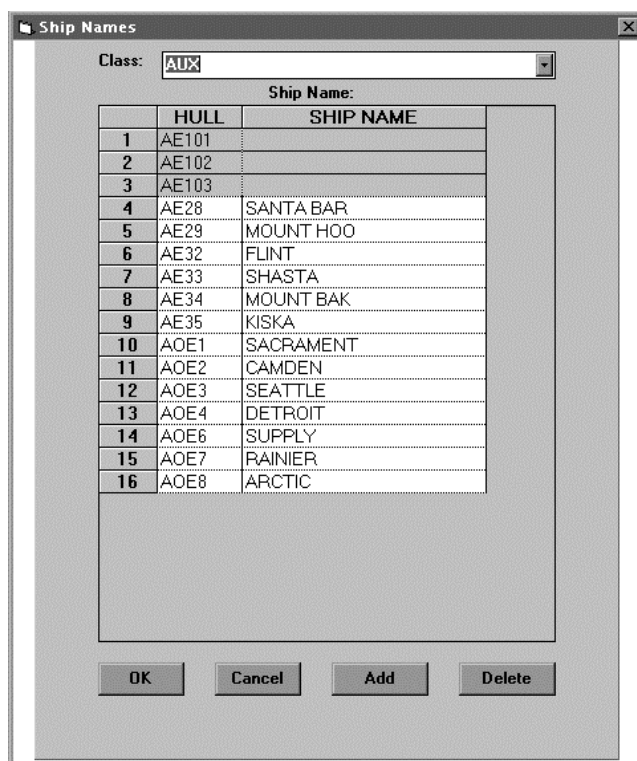 Ship Names
Class: AUX
Ship Name:
HULL SHIP NAME
1 AE101
2 AE102
3 AE103
4 AE28 SANTA BAR
5 AE29 MOUNT HOO
6 AE32 FLINT
7 AE33 SHASTA
8 AE34 MOUNT BAK
9 AE35 KISKA
10 AOE1 SACRAMENT
11 AOE2 CAMDEN
12 AOE3 SEATTLE
13 AOE4 DETROIT
14 AOE6 SUPPLY
15 AOE7 RAINIER
16 AOE8 ARCTIC
OK Cancel Add Delete